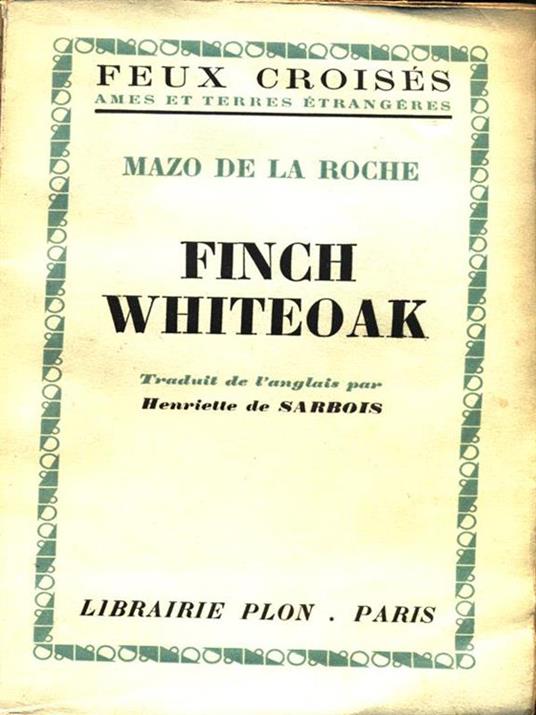 FEUX CROISÉS
AMES ET TERRES ÉTRANGÈRES
MAZO DE LA ROCHE
FINCH
WHITEOAK
Traduit de l'anglais par
Henriette de SARBOIS
LIBRAIRIE PLON . PARIS